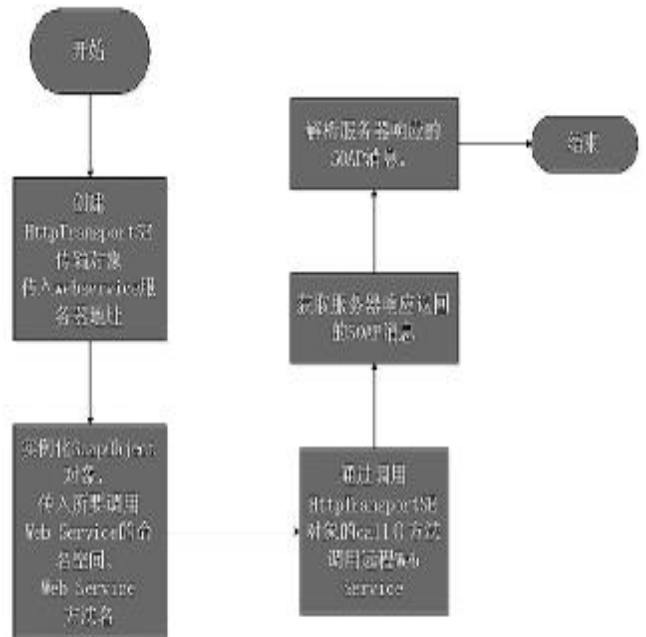 开始
创建
HttpTransportSE
传输对象
传入webservice服
务器地址
实例化SoapObject
对象,
传入所要调用
Web Service的命
名空间、
Web Service
方法名
通过调用
HttpTransportSE
对象的call()方法
调用远程Web
Service
获取服务器响应返回
的SOAP消息
解析服务器响应的
SOAP消息。
结束